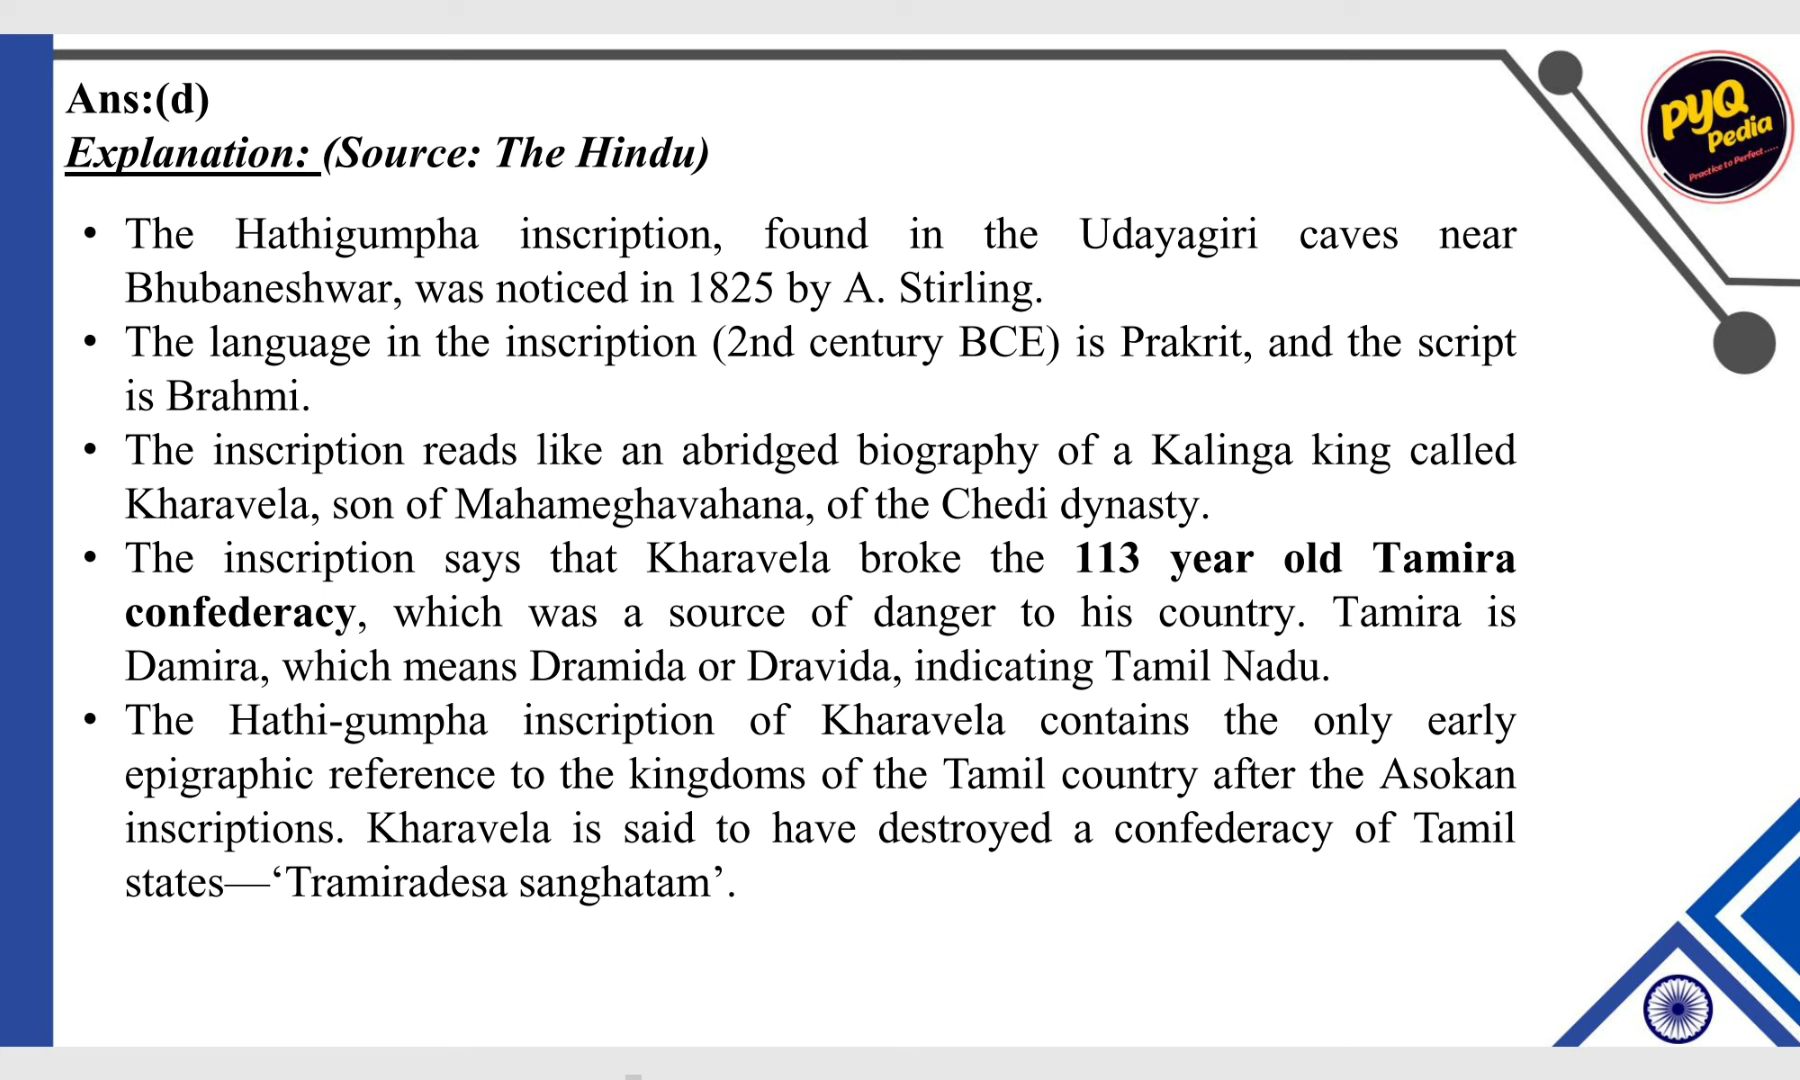 Ans:(d)
Explanation: (Source: The Hindu)
PYQ
Pedia
Practice to Perfect.....
• The Hathigumpha inscription, found in the Udayagiri caves near
Bhubaneshwar, was noticed in 1825 by A. Stirling.
• The language in the inscription (2nd century BCE) is Prakrit, and the script
is Brahmi.
• The inscription reads like an abridged biography of a Kalinga king called
Kharavela, son of Mahameghavahana, of the Chedi dynasty.
• The inscription says that Kharavela broke the 113 year old Tamira
confederacy, which was a source of danger to his country. Tamira is
Damira, which means Dramida or Dravida, indicating Tamil Nadu.
• The Hathi-gumpha inscription of Kharavela contains the only early
epigraphic reference to the kingdoms of the Tamil country after the Asokan
inscriptions. Kharavela is said to have destroyed a confederacy of Tamil
states—‘Tramiradesa sanghatam’.